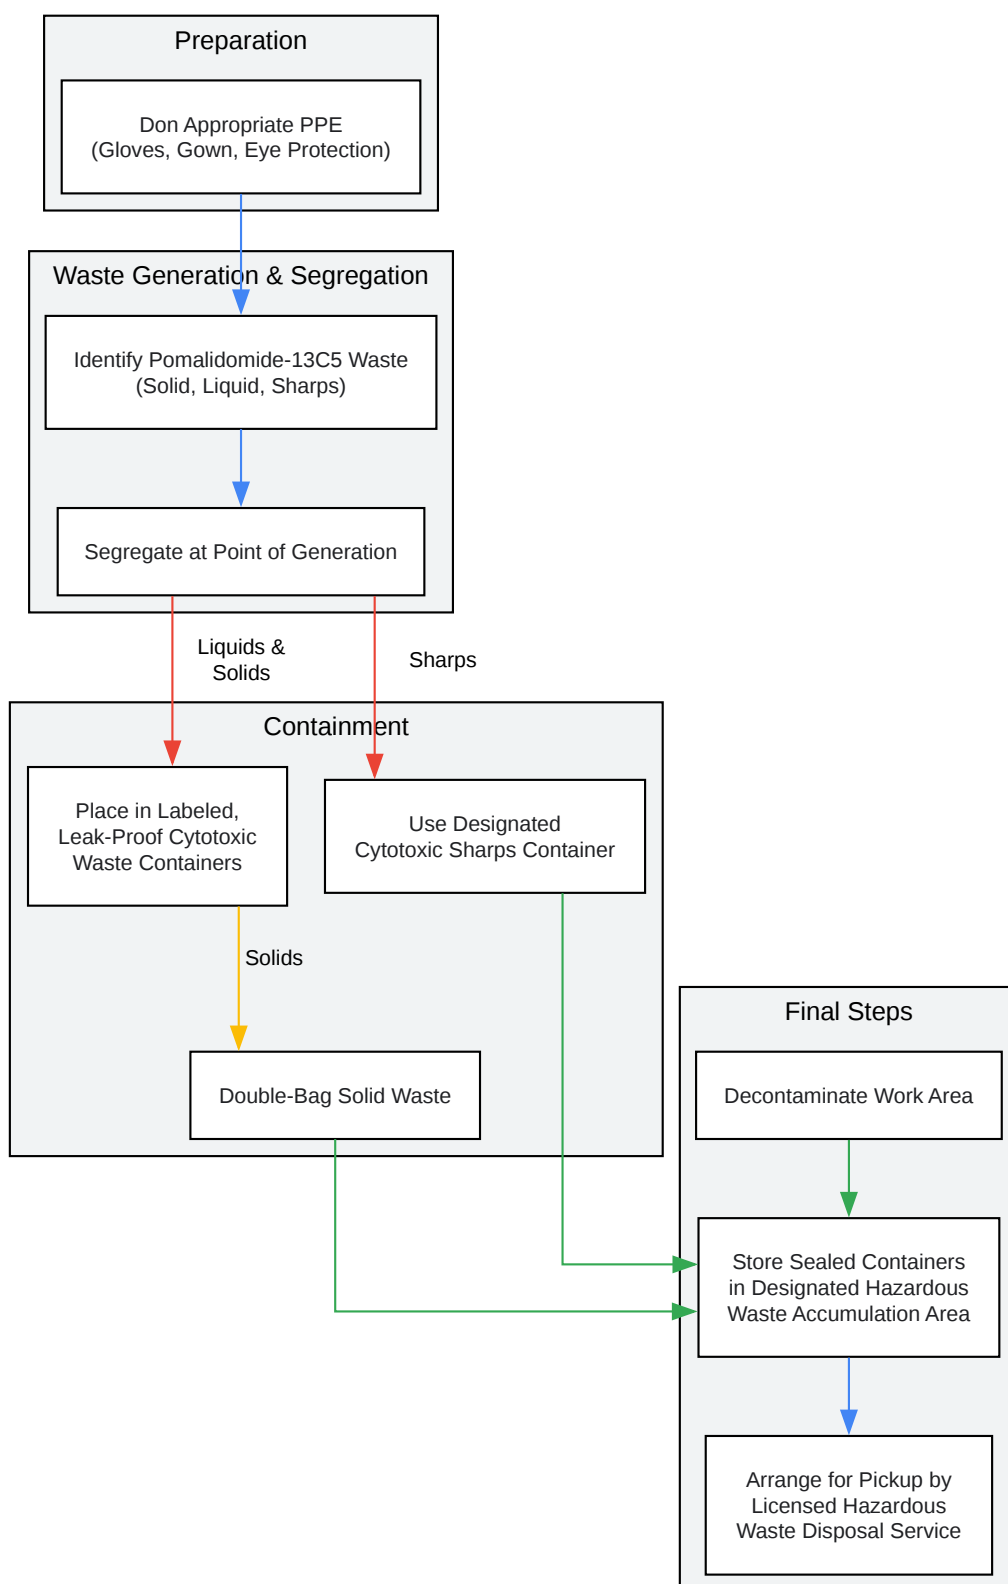 Preparation
Don Appropriate PPE
(Gloves, Gown, Eye Protection)
Waste Generation & Segregation
Identify Pomalidomide-13C5 Waste
(Solid, Liquid, Sharps)
Segregate at Point of Generation
Liquids &
Solids
Sharps
Containment
Place in Labeled,
Leak-Proof Cytotoxic
Waste Containers
Use Designated
Cytotoxic Sharps Container
Solids
Double-Bag Solid Waste
Final Steps
Decontaminate Work Area
Store Sealed Containers
in Designated Hazardous
Waste Accumulation Area
Arrange for Pickup by
Licensed Hazardous
Waste Disposal Service